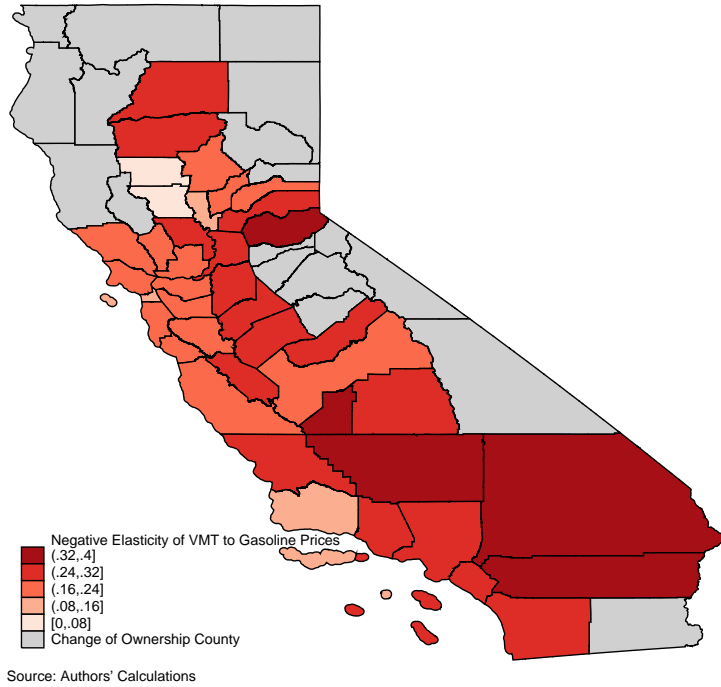 Negative Elasticity of VMT to Gasoline Prices
(.32,.4]
(.24,.32]
(.16,.24]
(.08,.16]
[0,.08]
Change of Ownership County
Source: Authors' Calculations